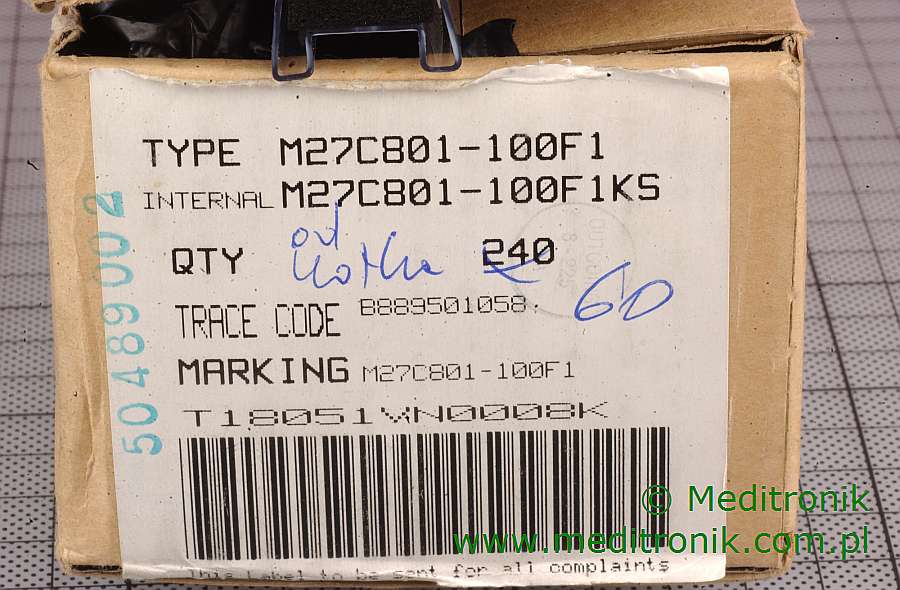 TYPE M27C801-100F1
INTERNAL M27C801-100F1KS
QTY od 240
60
TRACE CODE B889501058
MARKING M27C801-100F1
T18051VN0008K
This Label to be sent for all complaints
50489002
© Meditronik
www.meditronik.com.pl